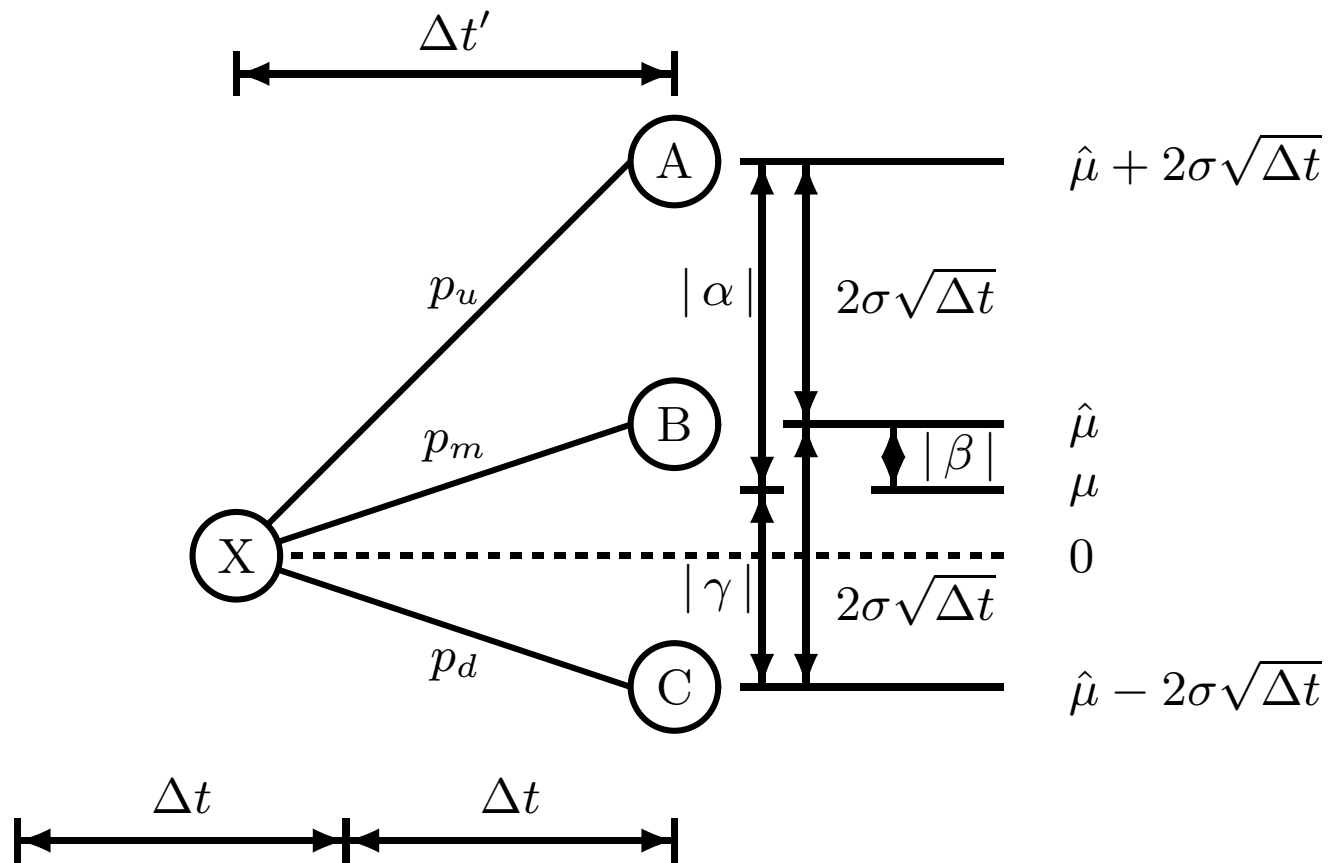 Δt′
A
μ̂ + 2σ√Δt
p_u
| α |
2σ√Δt
B
μ̂
p_m
| β |
μ
X
0
| γ |
2σ√Δt
p_d
C
μ̂ − 2σ√Δt
Δt
Δt